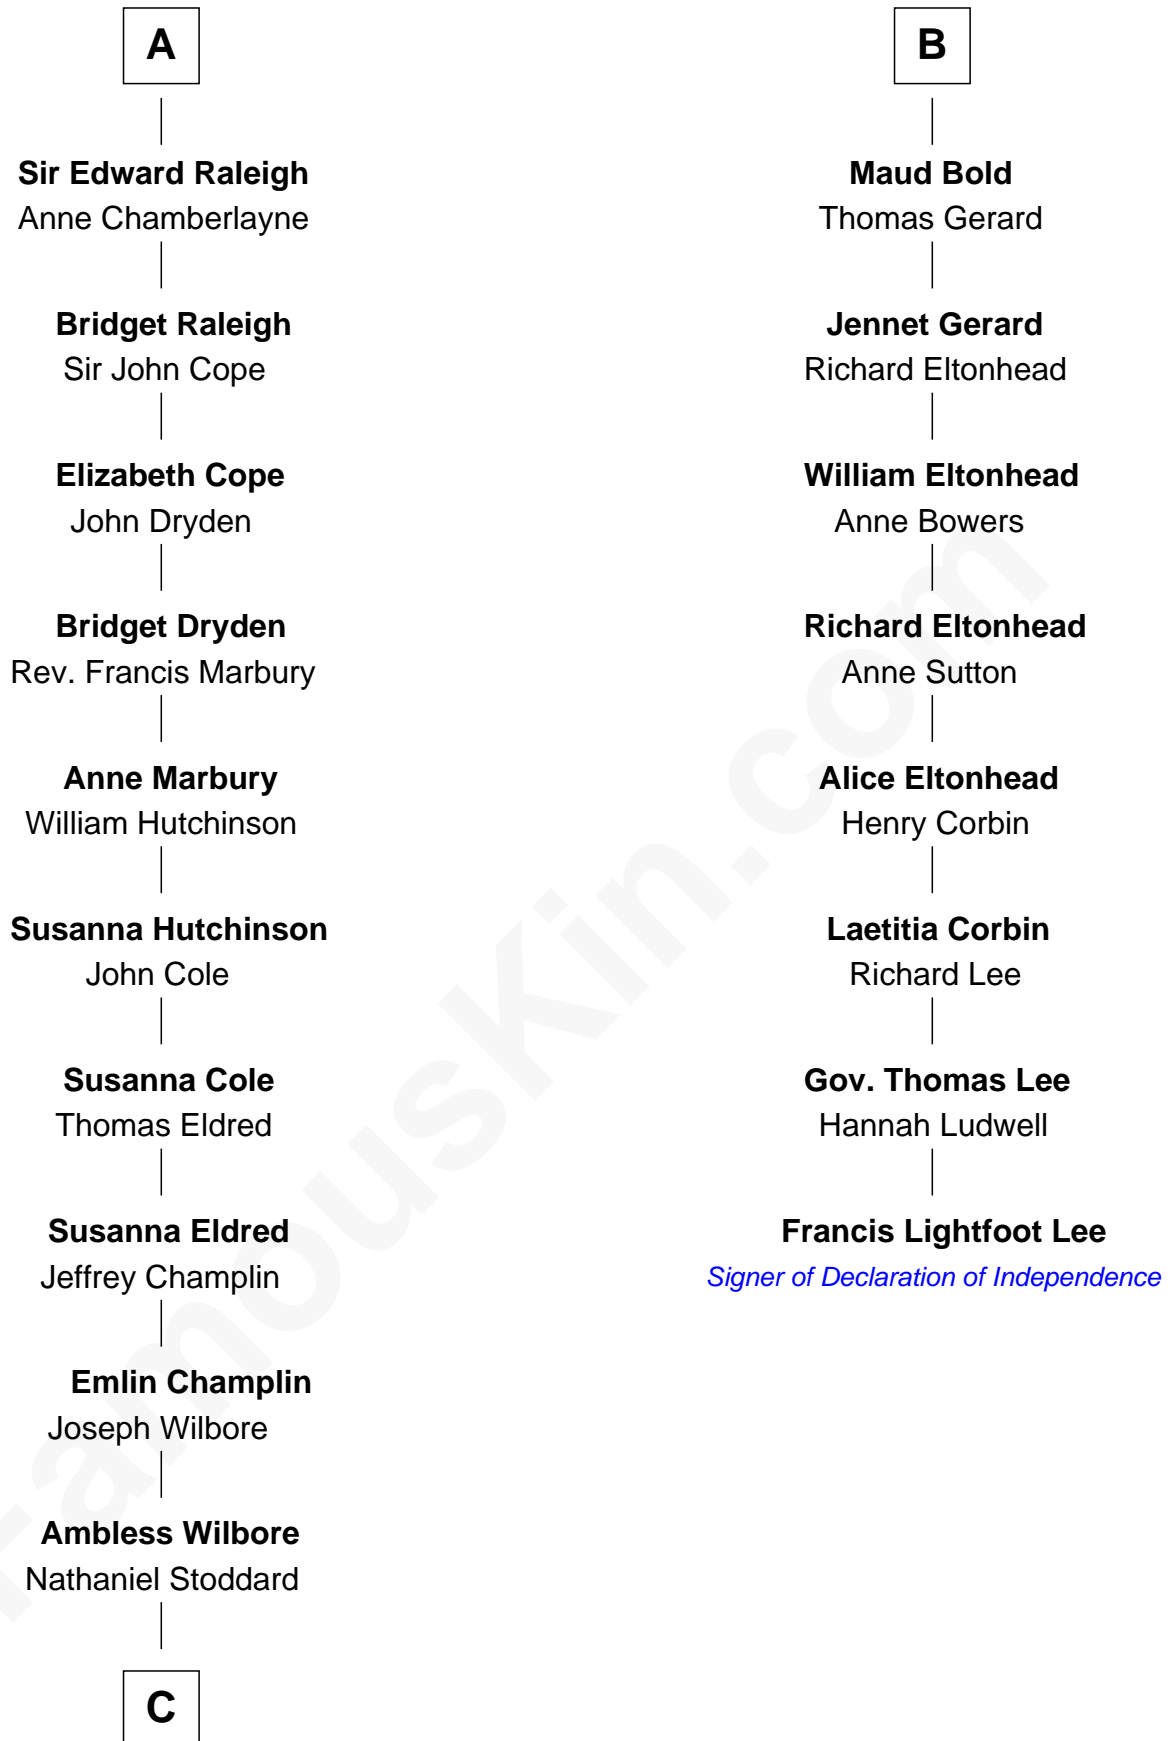 A
Sir Edward Raleigh
Anne Chamberlayne
Bridget Raleigh
Sir John Cope
Elizabeth Cope
John Dryden
Bridget Dryden
Rev. Francis Marbury
Anne Marbury
William Hutchinson
Susanna Hutchinson
John Cole
Susanna Cole
Thomas Eldred
Susanna Eldred
Jeffrey Champlin
Emlin Champlin
Joseph Wilbore
Ambless Wilbore
Nathaniel Stoddard
C
B
Maud Bold
Thomas Gerard
Jennet Gerard
Richard Eltonhead
William Eltonhead
Anne Bowers
Richard Eltonhead
Anne Sutton
Alice Eltonhead
Henry Corbin
Laetitia Corbin
Richard Lee
Gov. Thomas Lee
Hannah Ludwell
Francis Lightfoot Lee
Signer of Declaration of Independence
FamousKin.com